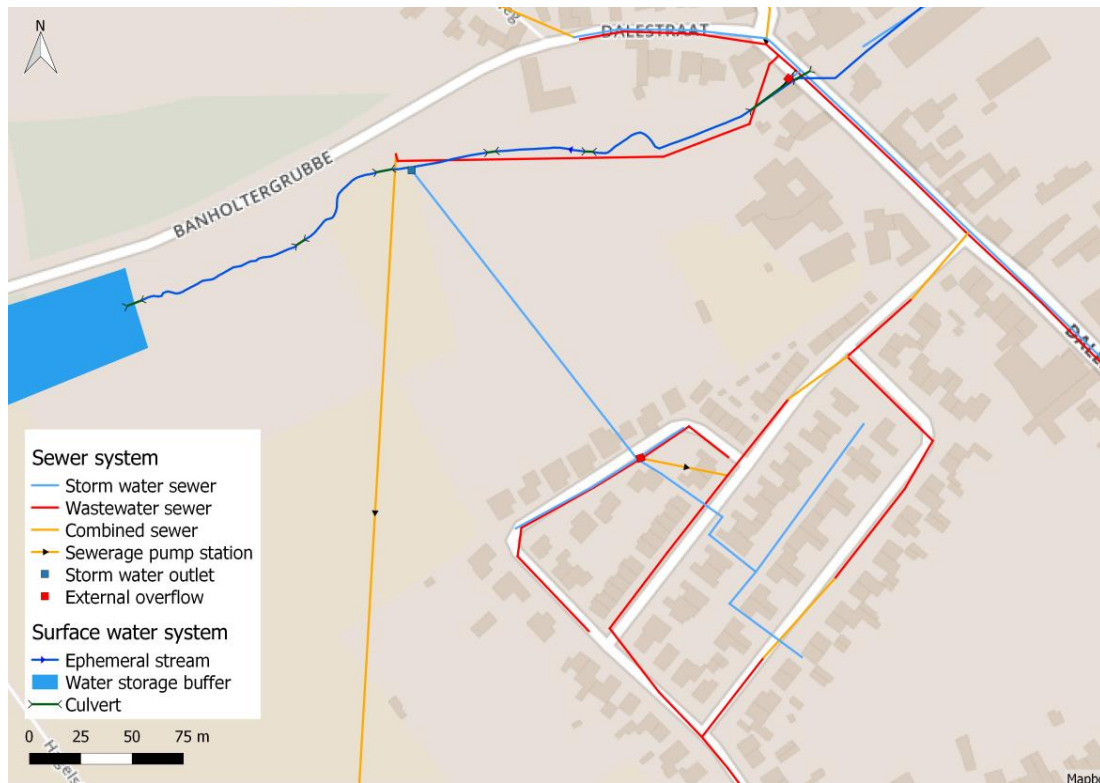 N
DALESTRAAT
BANHOLTERGRUBBE
Sewer system
Storm water sewer
Wastewater sewer
Combined sewer
Sewerage pump station
Storm water outlet
External overflow
Surface water system
Ephemeral stream
Water storage buffer
Culvert
0 25 50 75 m
Mapbo